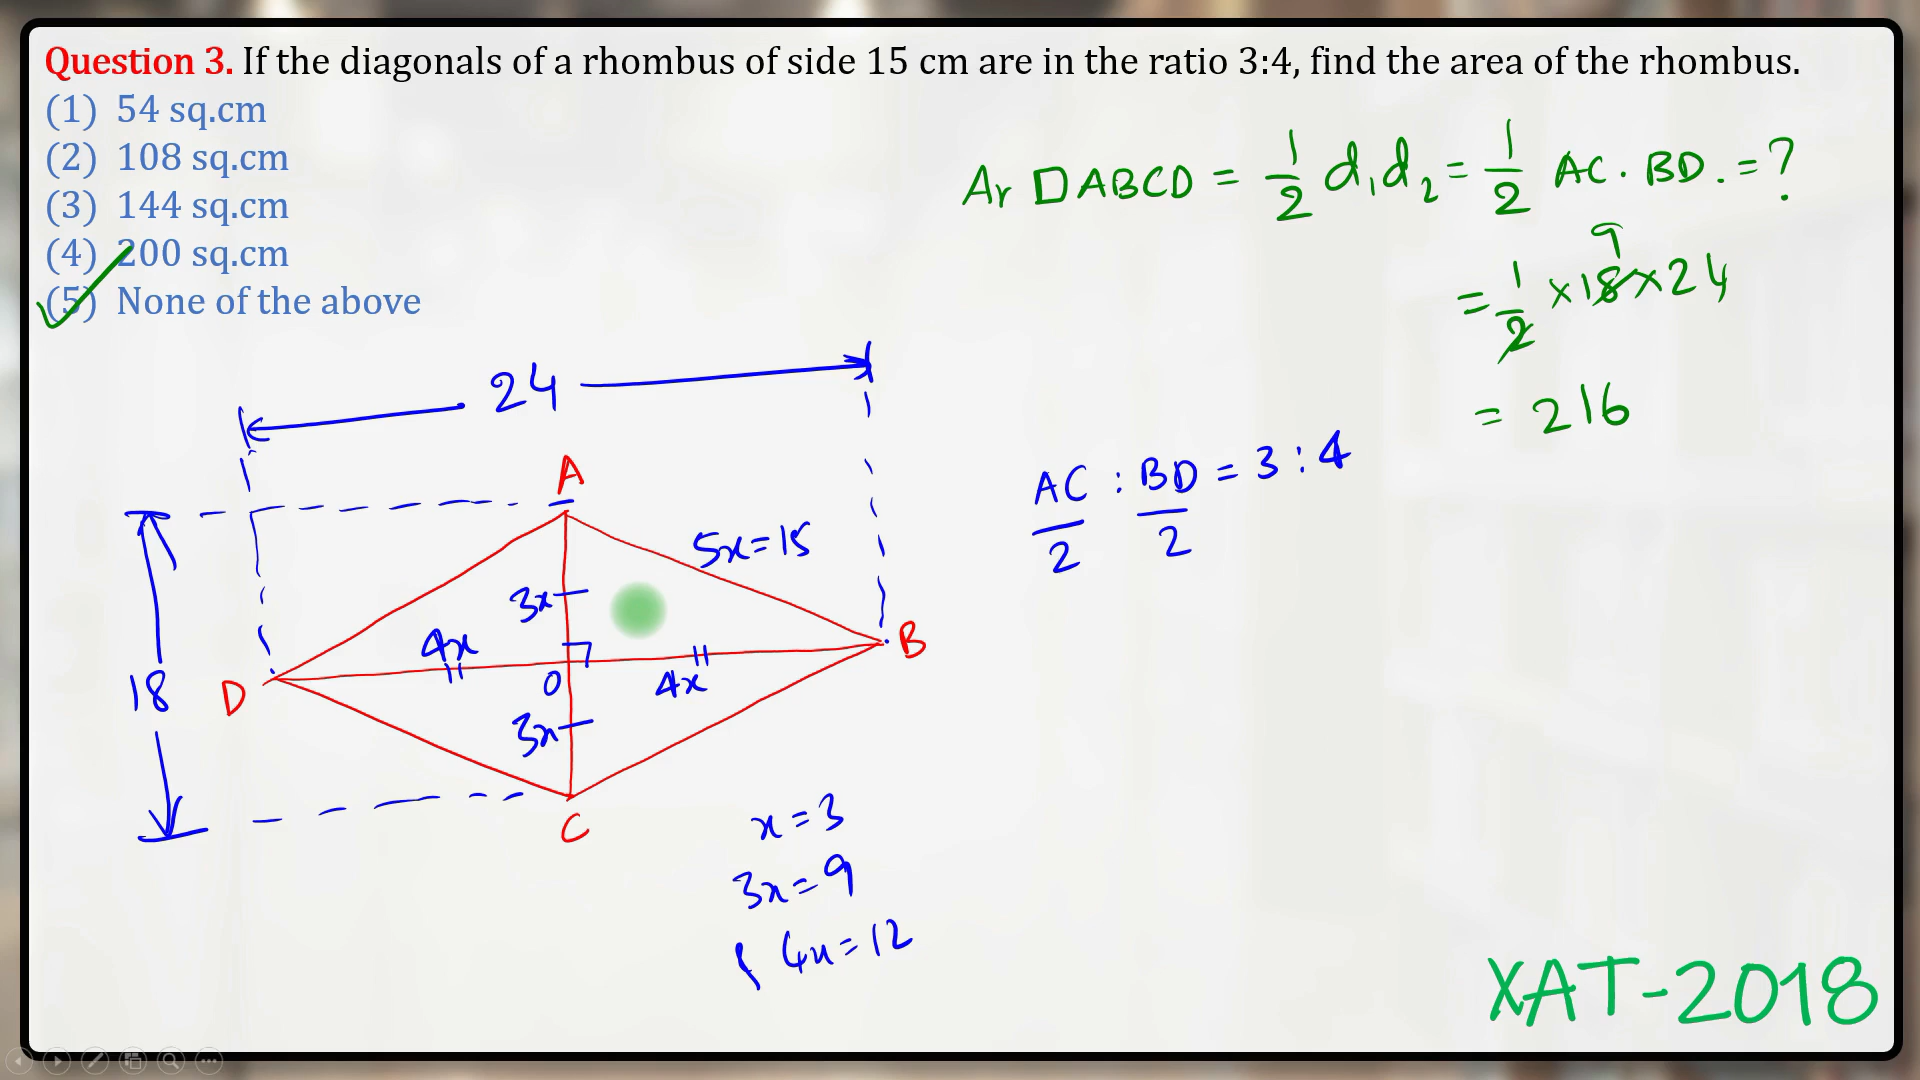 Question 3. If the diagonals of a rhombus of side 15 cm are in the ratio 3:4, find the area of the rhombus.
(1) 54 sq.cm
(2) 108 sq.cm
(3) 144 sq.cm
(4) 200 sq.cm
(5) None of the above
Ar □ABCD = 1/2 d₁d₂ = 1/2 AC · BD. = ?
= 1/2 × 18 × 24
9
= 216
24
AC/2 : BD/2 = 3 : 4
A
5x = 15
3x
4x
B
18
D
O
4x
3x
C
x = 3
3x = 9
4x = 12
XAT-2018